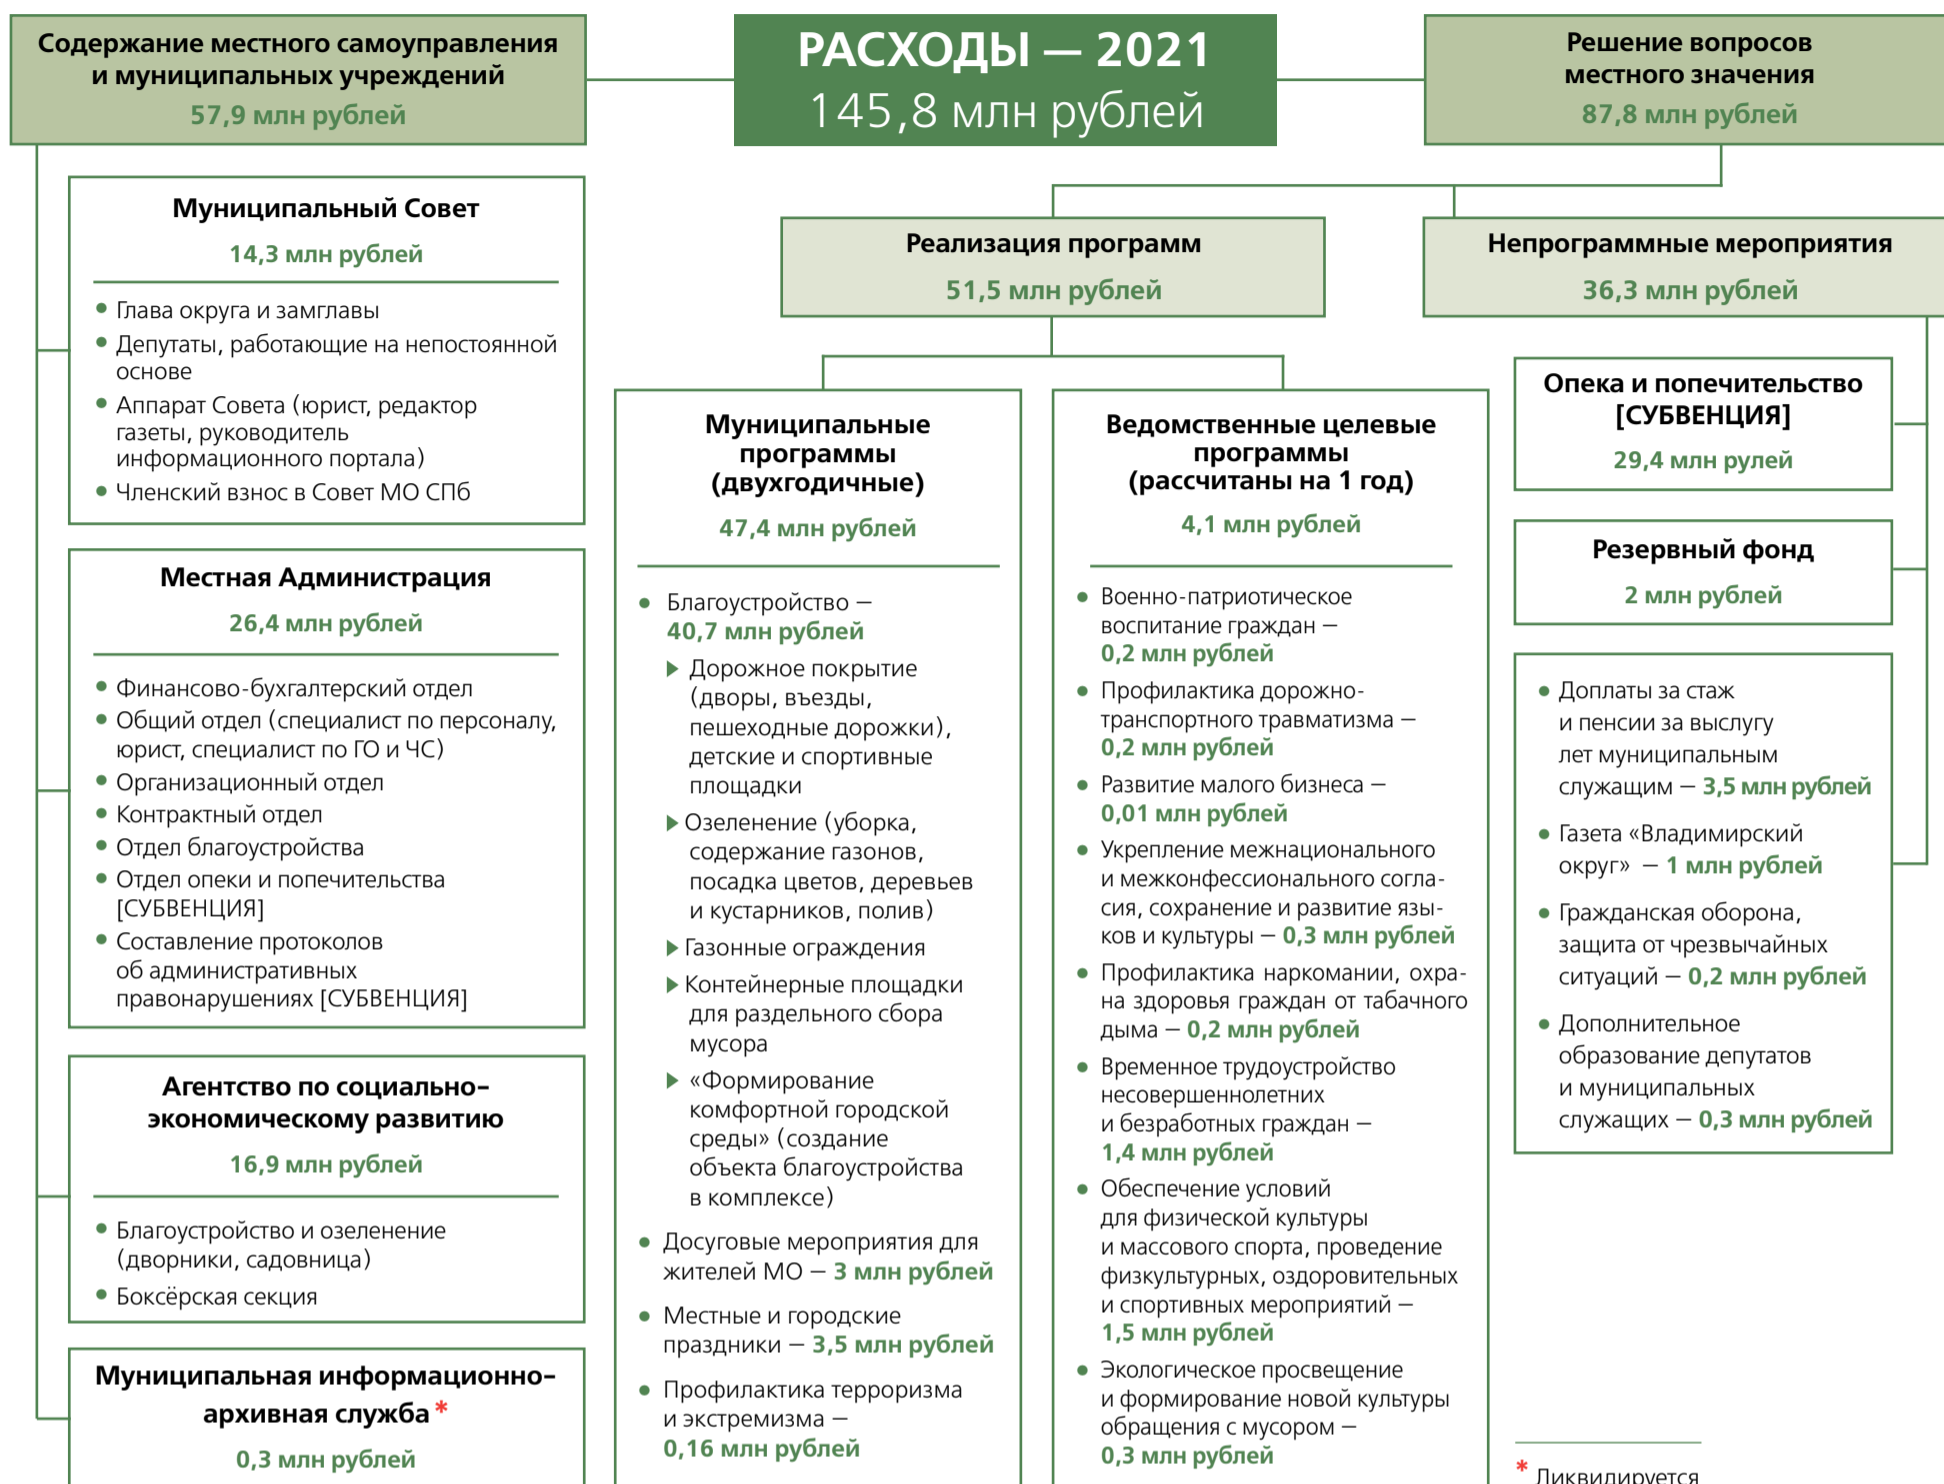 Содержание местного самоуправления
и муниципальных учреждений
57,9 млн рублей
РАСХОДЫ — 2021
145,8 млн рублей
Решение вопросов
местного значения
87,8 млн рублей
Муниципальный Совет
14,3 млн рублей
Глава округа и замглавы
Депутаты, работающие на непостоянной
основе
Аппарат Совета (юрист, редактор
газеты, руководитель
информационного портала)
Членский взнос в Совет МО СПб
Местная Администрация
26,4 млн рублей
Финансово-бухгалтерский отдел
Общий отдел (специалист по персоналу,
юрист, специалист по ГО и ЧС)
Организационный отдел
Контрактный отдел
Отдел благоустройства
Отдел опеки и попечительства
[СУБВЕНЦИЯ]
Составление протоколов
об административных
правонарушениях [СУБВЕНЦИЯ]
Агентство по социально-
экономическому развитию
16,9 млн рублей
Благоустройство и озеленение
(дворники, садовница)
Боксёрская секция
Муниципальная информационно-
архивная служба *
0,3 млн рублей
Реализация программ
51,5 млн рублей
Муниципальные
программы
(двухгодичные)
47,4 млн рублей
Благоустройство —
40,7 млн рублей
Дорожное покрытие
(дворы, въезды,
пешеходные дорожки),
детские и спортивные
площадки
Озеленение (уборка,
содержание газонов,
посадка цветов, деревьев
и кустарников, полив)
Газонные ограждения
Контейнерные площадки
для раздельного сбора
мусора
«Формирование
комфортной городской
среды» (создание
объекта благоустройства
в комплексе)
Досуговые мероприятия для
жителей МО — 3 млн рублей
Местные и городские
праздники — 3,5 млн рублей
Профилактика терроризма
и экстремизма —
0,16 млн рублей
Ведомственные целевые
программы
(рассчитаны на 1 год)
4,1 млн рублей
Военно-патриотическое
воспитание граждан —
0,2 млн рублей
Профилактика дорожно-
транспортного травматизма —
0,2 млн рублей
Развитие малого бизнеса —
0,01 млн рублей
Укрепление межнационального
и межконфессионального согла-
сия, сохранение и развитие язы-
ков и культуры — 0,3 млн рублей
Профилактика наркомании, охра-
на здоровья граждан от табачного
дыма — 0,2 млн рублей
Временное трудоустройство
несовершеннолетних
и безработных граждан —
1,4 млн рублей
Обеспечение условий
для физической культуры
и массового спорта, проведение
физкультурных, оздоровительных
и спортивных мероприятий —
1,5 млн рублей
Экологическое просвещение
и формирование новой культуры
обращения с мусором —
0,3 млн рублей
Непрограммные мероприятия
36,3 млн рублей
Опека и попечительство
[СУБВЕНЦИЯ]
29,4 млн рулей
Резервный фонд
2 млн рублей
Доплаты за стаж
и пенсии за выслугу
лет муниципальным
служащим — 3,5 млн рублей
Газета «Владимирский
округ» — 1 млн рублей
Гражданская оборона,
защита от чрезвычайных
ситуаций — 0,2 млн рублей
Дополнительное
образование депутатов
и муниципальных
служащих — 0,3 млн рублей
* Ликвидируется